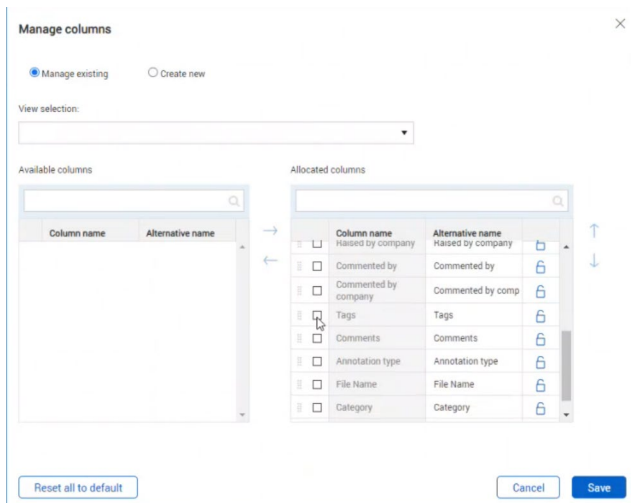 Manage columns
Manage existing
Create new
View selection:
Available columns
Allocated columns
Column name Alternative name
Column name Alternative name
Raised by company Raised by company
Commented by Commented by
Commented by company Commented by comp
Tags Tags
Comments Comments
Annotation type Annotation type
File Name File Name
Category Category
Reset all to default
Cancel
Save